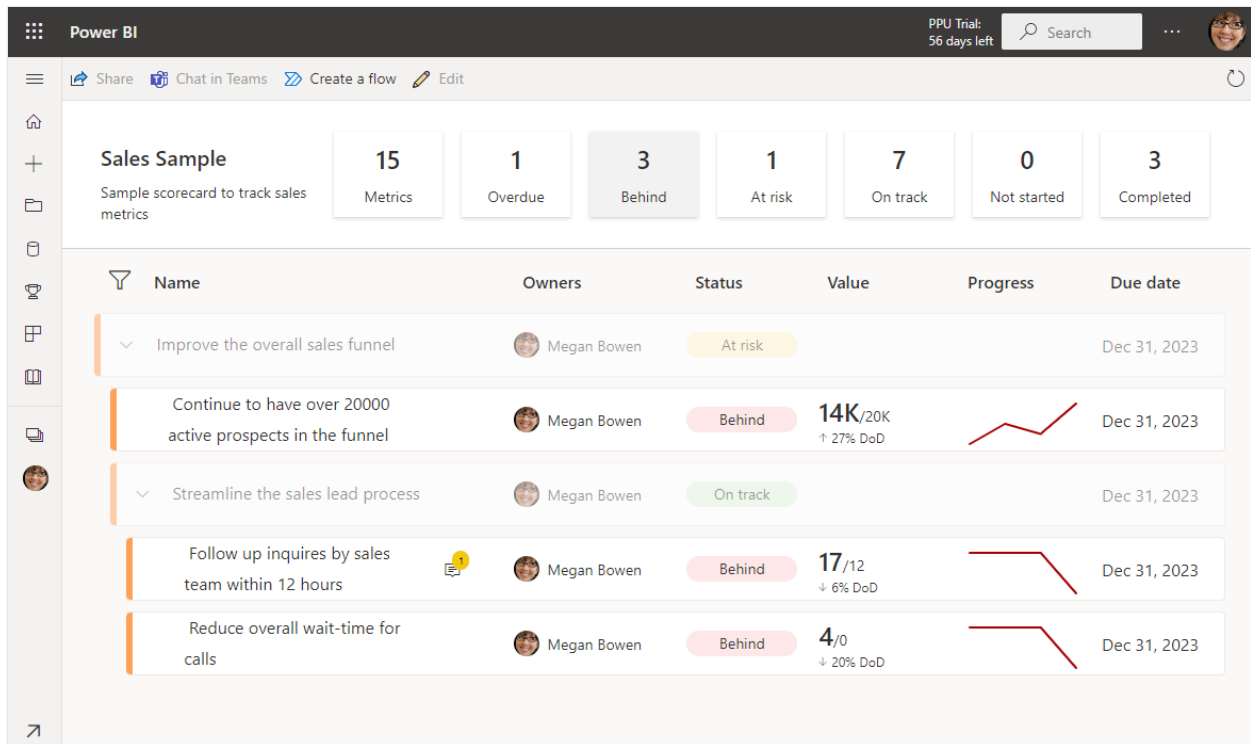 Power BI
PPU Trial:
56 days left
Search
Share
Chat in Teams
Create a flow
Edit
Sales Sample
Sample scorecard to track sales
metrics
15
Metrics
1
Overdue
3
Behind
1
At risk
7
On track
0
Not started
3
Completed
Name Owners Status Value Progress Due date
Improve the overall sales funnel Megan Bowen At risk Dec 31, 2023
Continue to have over 20000
active prospects in the funnel
Megan Bowen
Behind
14K/20K
↑ 27% DoD
Dec 31, 2023
Streamline the sales lead process Megan Bowen On track Dec 31, 2023
Follow up inquires by sales
team within 12 hours
1
Megan Bowen
Behind
17/12
↓ 6% DoD
Dec 31, 2023
Reduce overall wait-time for
calls
Megan Bowen
Behind
4/0
↓ 20% DoD
Dec 31, 2023